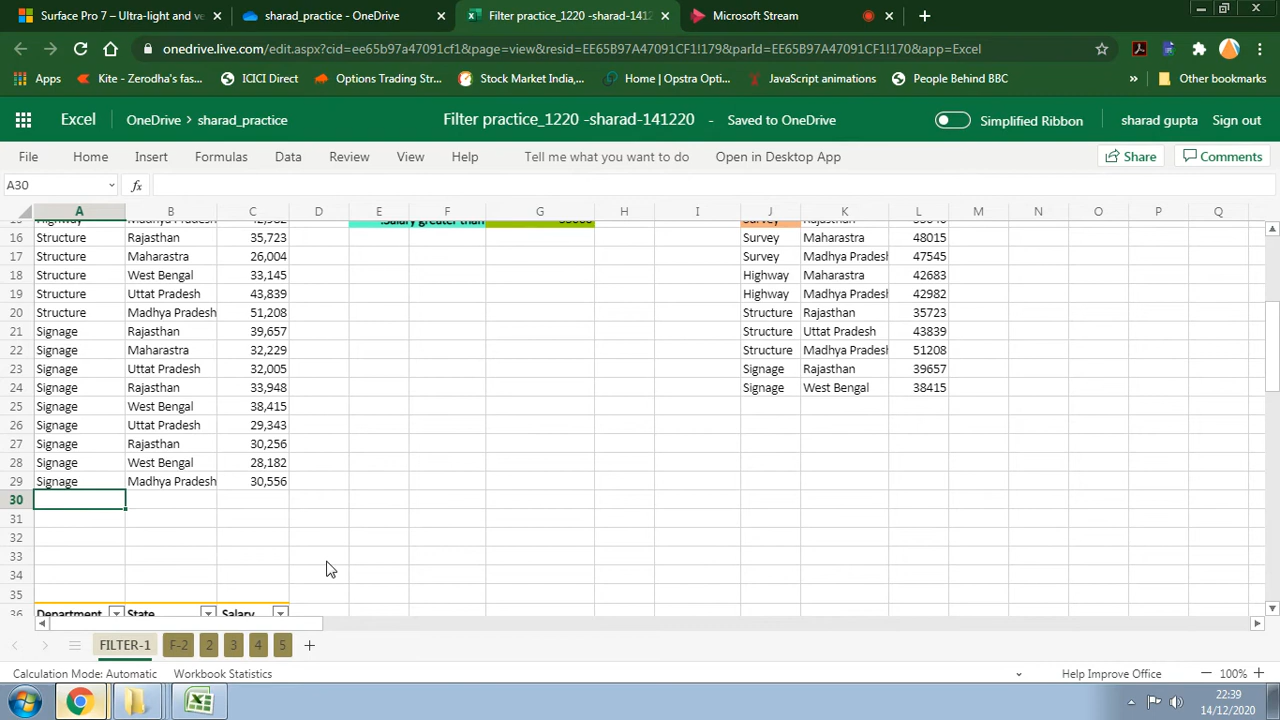 Surface Pro 7 – Ultra-light and ve
sharad_practice - OneDrive
Filter practice_1220 -sharad-1412
Microsoft Stream
onedrive.live.com/edit.aspx?cid=ee65b97a47091cf1&page=view&resid=EE65B97A47091CF1!179&parId=EE65B97A47091CF1!170&app=Excel
Apps
Kite - Zerodha's fas...
ICICI Direct
Options Trading Str...
Stock Market India,...
Home | Opstra Opti...
JavaScript animations
People Behind BBC
Other bookmarks
Excel
OneDrive
sharad_practice
Filter practice_1220 -sharad-141220 - Saved to OneDrive
Simplified Ribbon
sharad gupta
Sign out
File Home Insert Formulas Data Review View Help Tell me what you want to do Open in Desktop App Share Comments
A30
fx
A B C D E F G H I J K L M N O P Q
.Salary greater than
16 Structure Rajasthan 35,723 Survey Maharastra 48015
17 Structure Maharastra 26,004 Survey Madhya Pradesh 47545
18 Structure West Bengal 33,145 Highway Maharastra 42683
19 Structure Uttat Pradesh 43,839 Highway Madhya Pradesh 42982
20 Structure Madhya Pradesh 51,208 Structure Rajasthan 35723
21 Signage Rajasthan 39,657 Structure Uttat Pradesh 43839
22 Signage Maharastra 32,229 Structure Madhya Pradesh 51208
23 Signage Uttat Pradesh 32,005 Signage Rajasthan 39657
24 Signage Rajasthan 33,948 Signage West Bengal 38415
25 Signage West Bengal 38,415
26 Signage Uttat Pradesh 29,343
27 Signage Rajasthan 30,256
28 Signage West Bengal 28,182
29 Signage Madhya Pradesh 30,556
30
31
32
33
34
35
36 Department State Salary
FILTER-1 F-2 2 3 4 5
Calculation Mode: Automatic Workbook Statistics Help Improve Office 100%
22:39
14/12/2020